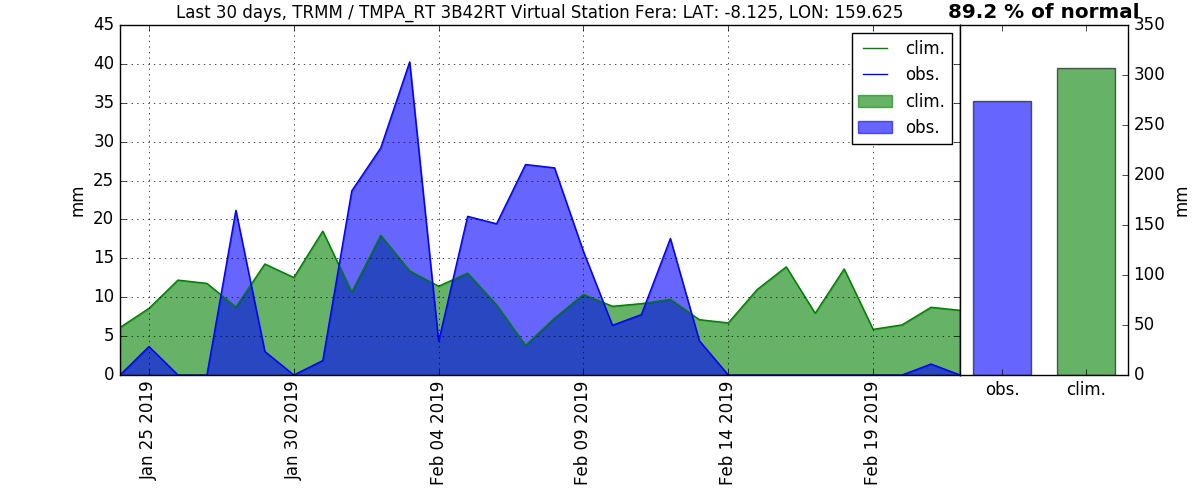 Last 30 days, TRMM / TMPA_RT 3B42RT Virtual Station Fera: LAT: -8.125, LON: 159.625
89.2 % of normal
45
40
35
30
25
20
15
10
5
0
mm
clim.
obs.
clim.
obs.
350
300
250
200
150
100
50
0
mm
obs.
clim.
Jan 25 2019
Jan 30 2019
Feb 04 2019
Feb 09 2019
Feb 14 2019
Feb 19 2019